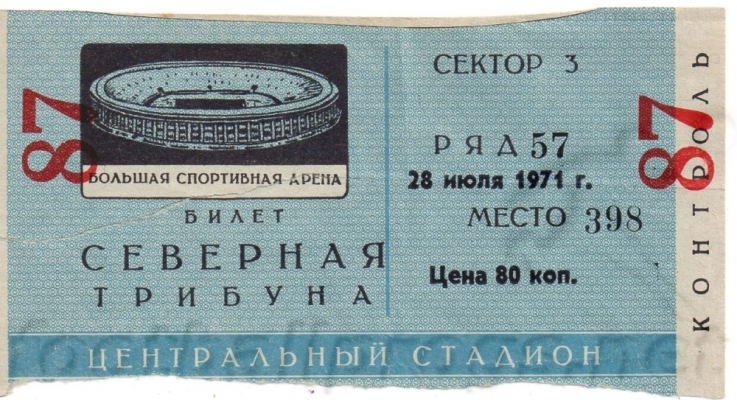 87
БОЛЬШАЯ СПОРТИВНАЯ АРЕНА
БИЛЕТ
СЕВЕРНАЯ
ТРИБУНА
СЕКТОР 3
РЯД 57
28 июля 1971 г.
МЕСТО 398
Цена 80 коп.
87
КОНТРОЛЬ
ЦЕНТРАЛЬНЫЙ СТАДИОН